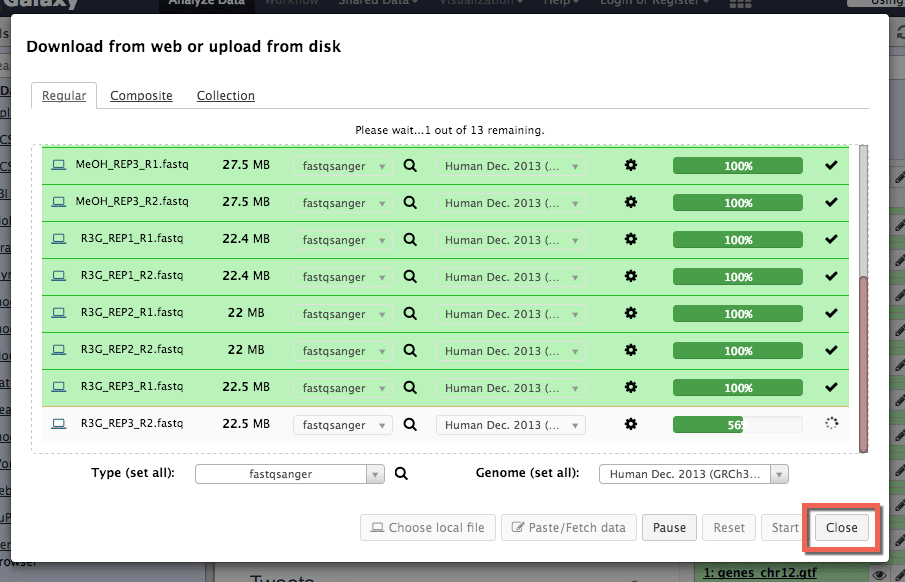 Galaxy Analyze Data Workflow Shared Data Visualization Help Login or Register Using
Download from web or upload from disk
Regular Composite Collection
Please wait...1 out of 13 remaining.
MeOH_REP3_R1.fastq 27.5 MB fastqsanger Human Dec. 2013 (... 100%
MeOH_REP3_R2.fastq 27.5 MB fastqsanger Human Dec. 2013 (... 100%
R3G_REP1_R1.fastq 22.4 MB fastqsanger Human Dec. 2013 (... 100%
R3G_REP1_R2.fastq 22.4 MB fastqsanger Human Dec. 2013 (... 100%
R3G_REP2_R1.fastq 22 MB fastqsanger Human Dec. 2013 (... 100%
R3G_REP2_R2.fastq 22 MB fastqsanger Human Dec. 2013 (... 100%
R3G_REP3_R1.fastq 22.5 MB fastqsanger Human Dec. 2013 (... 100%
R3G_REP3_R2.fastq 22.5 MB fastqsanger Human Dec. 2013 (... 56%
Type (set all): fastqsanger Genome (set all): Human Dec. 2013 (GRCh3...
Choose local file Paste/Fetch data Pause Reset Start Close
1: genes_chr12.gtf